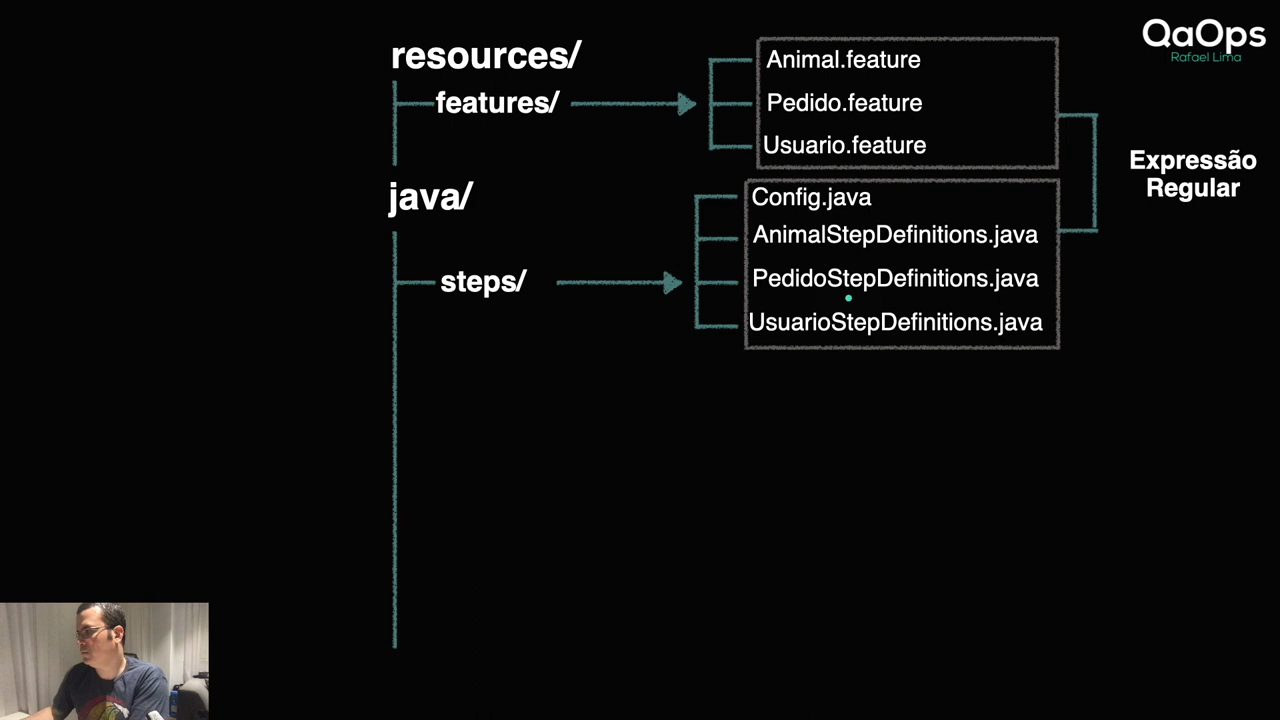 QaOps
Rafael Lima
resources/
features/
Animal.feature
Pedido.feature
Usuario.feature
Expressão
Regular
java/
steps/
Config.java
AnimalStepDefinitions.java
PedidoStepDefinitions.java
UsuarioStepDefinitions.java